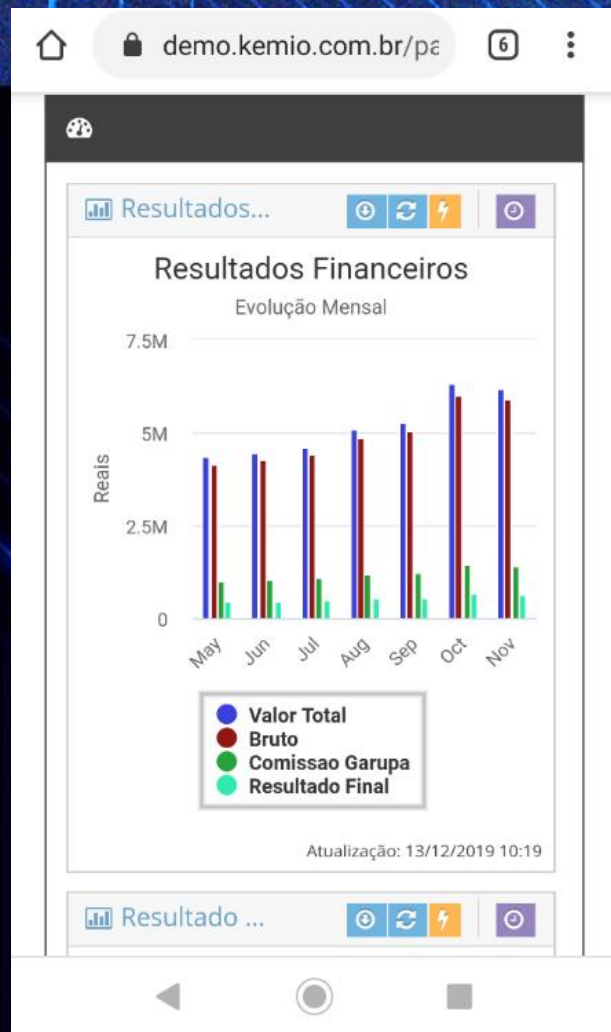 demo.kemio.com.br/pa
6
Resultados...
Resultados Financeiros
Evolução Mensal
7.5M
5M
2.5M
0
Reais
May Jun Jul Aug Sep Oct Nov
Valor Total
Bruto
Comissao Garupa
Resultado Final
Atualização: 13/12/2019 10:19
Resultado ...